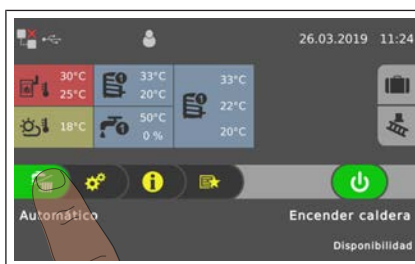 26.03.2019 11:24
30°C
25°C
33°C
20°C
33°C
22°C
20°C
18°C
50°C
0 %
Automático
Encender caldera
Disponibilidad